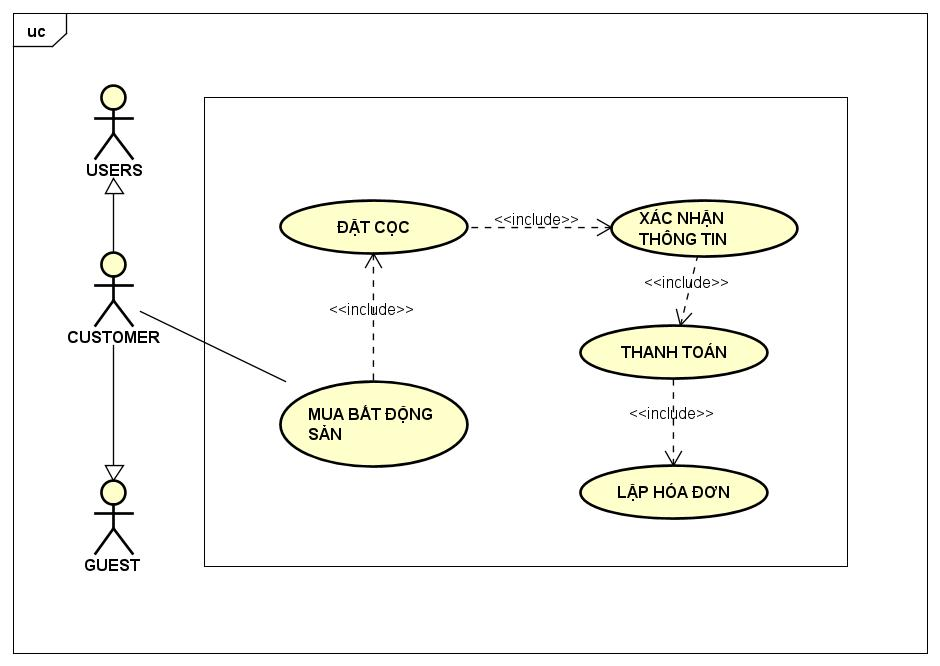 uc
USERS
CUSTOMER
GUEST
ĐẶT CỌC
<<include>>
XÁC NHẬN
THÔNG TIN
<<include>>
<<include>>
THANH TOÁN
MUA BẤT ĐỘNG
SẢN
<<include>>
LẬP HÓA ĐƠN